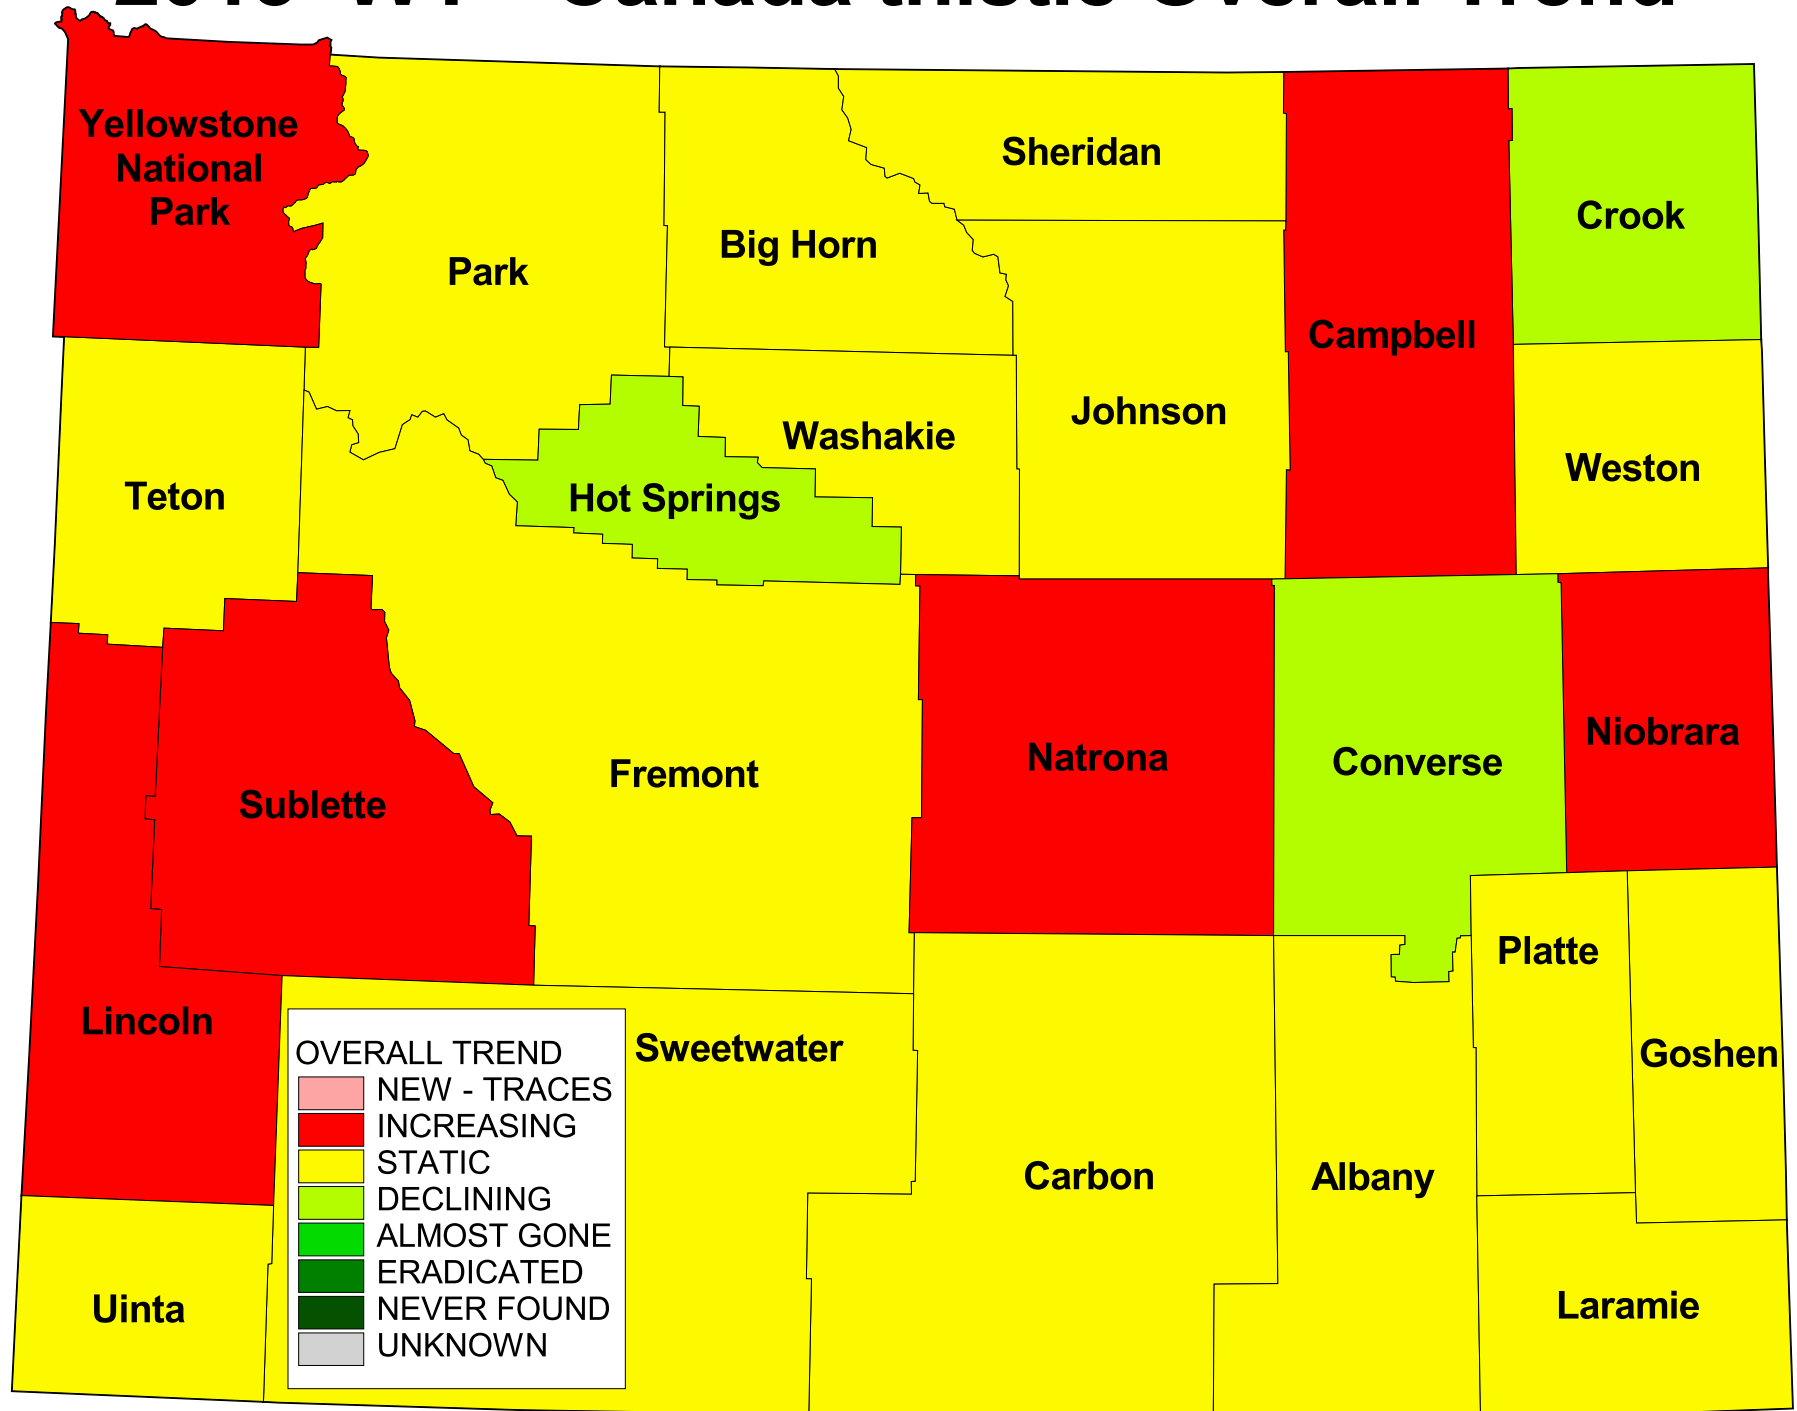 Yellowstone
National
Park
Park
Big Horn
Sheridan
Campbell
Crook
Teton
Hot Springs
Washakie
Johnson
Weston
Sublette
Fremont
Natrona
Converse
Niobrara
Lincoln
Sweetwater
Carbon
Albany
Platte
Goshen
Uinta
Laramie
OVERALL TREND
NEW - TRACES
INCREASING
STATIC
DECLINING
ALMOST GONE
ERADICATED
NEVER FOUND
UNKNOWN